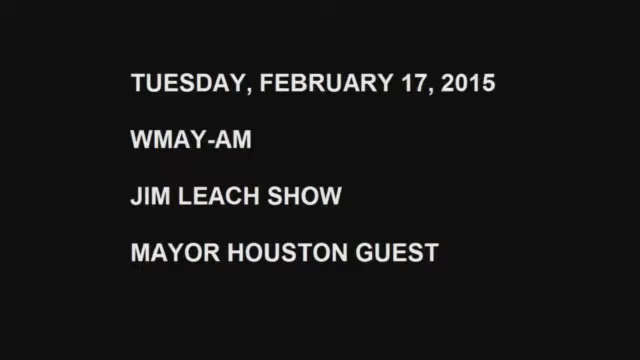 TUESDAY, FEBRUARY 17, 2015
WMAY-AM
JIM LEACH SHOW
MAYOR HOUSTON GUEST